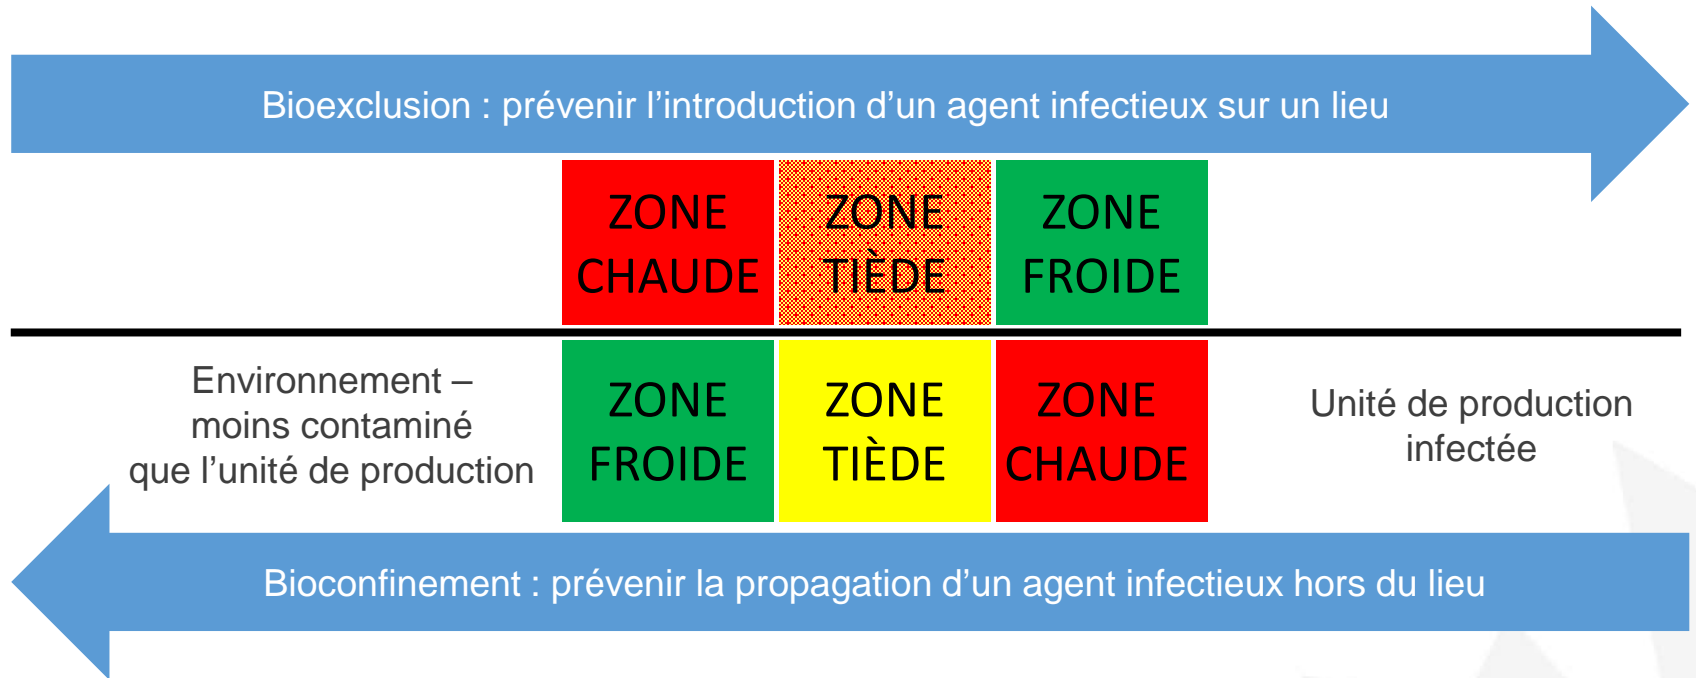 Bioexclusion : prévenir l’introduction d’un agent infectieux sur un lieu
ZONE
CHAUDE
ZONE
TIÈDE
ZONE
FROIDE
Environnement –
moins contaminé
que l’unité de production
ZONE
FROIDE
ZONE
TIÈDE
ZONE
CHAUDE
Unité de production
infectée
Bioconfinement : prévenir la propagation d’un agent infectieux hors du lieu